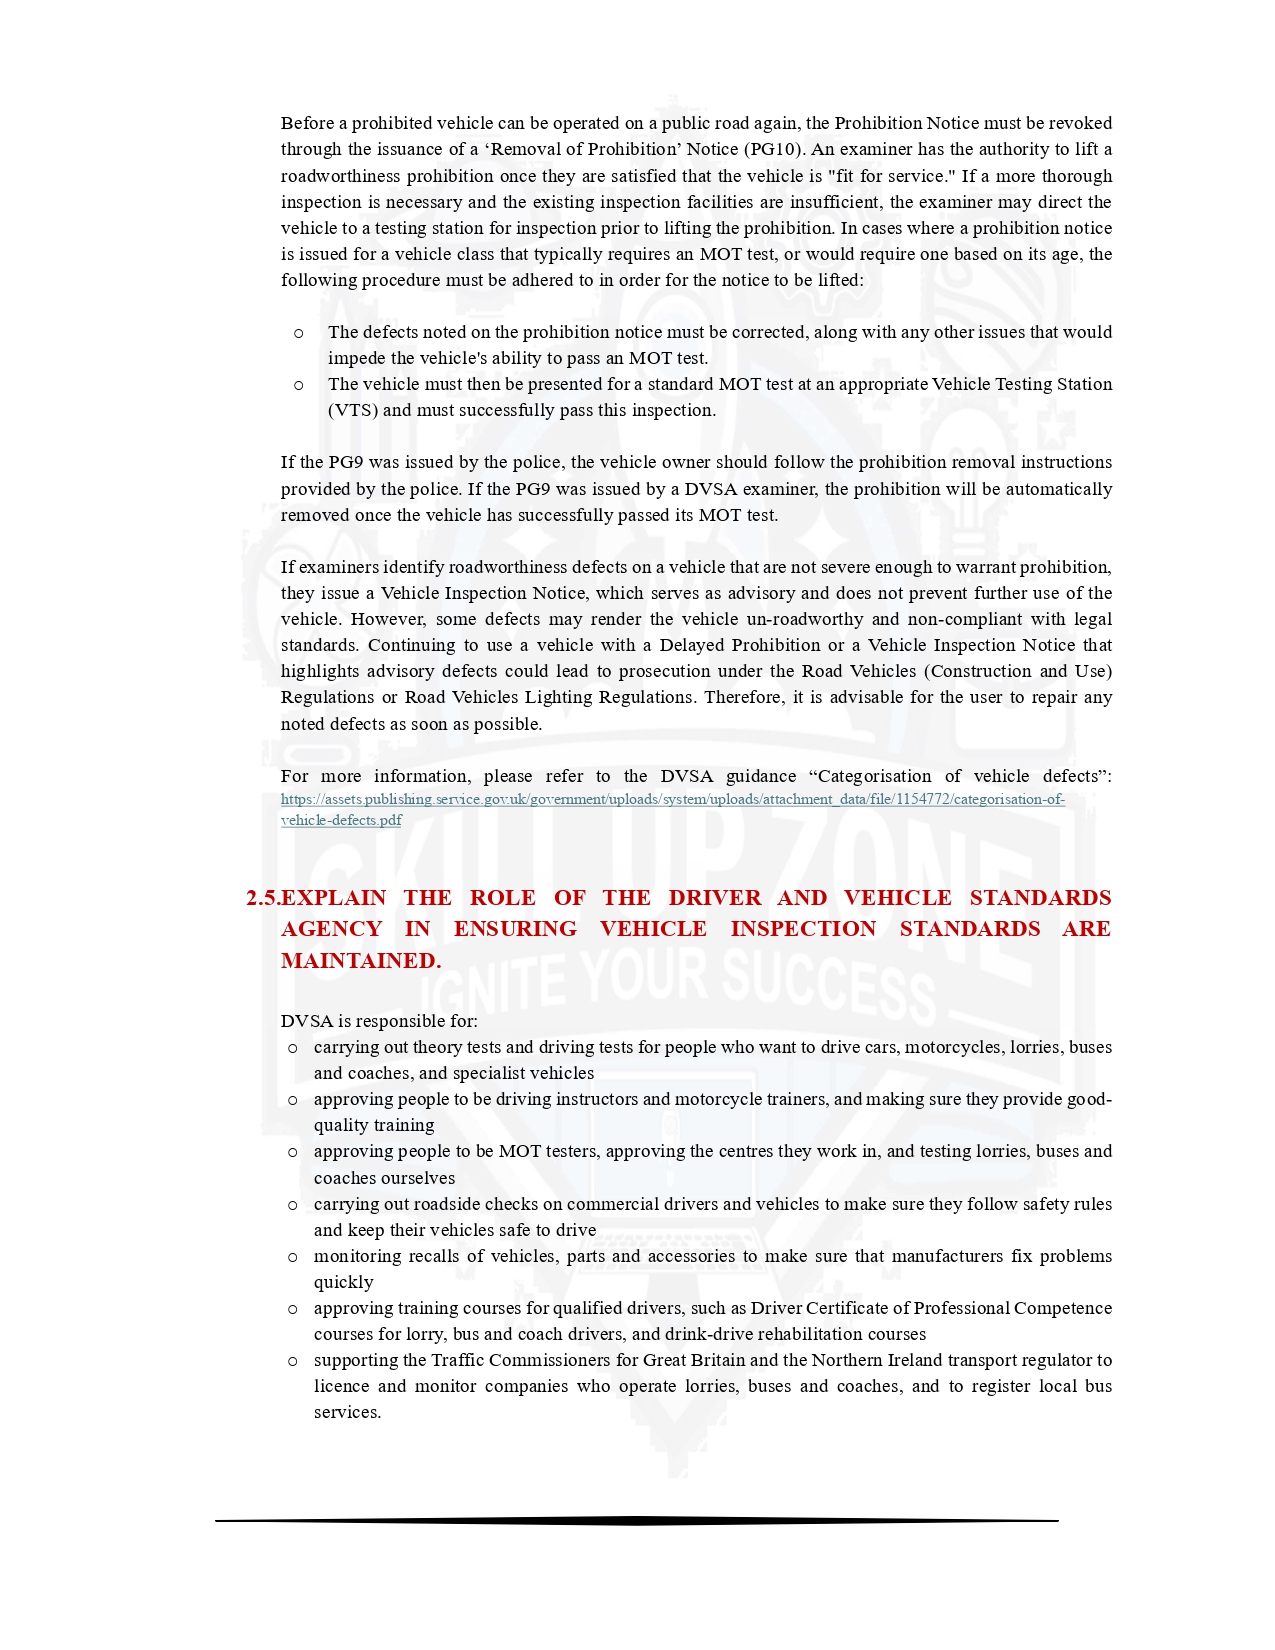 Before a prohibited vehicle can be operated on a public road again, the Prohibition Notice must be revoked
through the issuance of a ‘Removal of Prohibition’ Notice (PG10). An examiner has the authority to lift a
roadworthiness prohibition once they are satisfied that the vehicle is "fit for service." If a more thorough
inspection is necessary and the existing inspection facilities are insufficient, the examiner may direct the
vehicle to a testing station for inspection prior to lifting the prohibition. In cases where a prohibition notice
is issued for a vehicle class that typically requires an MOT test, or would require one based on its age, the
following procedure must be adhered to in order for the notice to be lifted:
o The defects noted on the prohibition notice must be corrected, along with any other issues that would
impede the vehicle's ability to pass an MOT test.
o The vehicle must then be presented for a standard MOT test at an appropriate Vehicle Testing Station
(VTS) and must successfully pass this inspection.
If the PG9 was issued by the police, the vehicle owner should follow the prohibition removal instructions
provided by the police. If the PG9 was issued by a DVSA examiner, the prohibition will be automatically
removed once the vehicle has successfully passed its MOT test.
If examiners identify roadworthiness defects on a vehicle that are not severe enough to warrant prohibition,
they issue a Vehicle Inspection Notice, which serves as advisory and does not prevent further use of the
vehicle. However, some defects may render the vehicle un-roadworthy and non-compliant with legal
standards. Continuing to use a vehicle with a Delayed Prohibition or a Vehicle Inspection Notice that
highlights advisory defects could lead to prosecution under the Road Vehicles (Construction and Use)
Regulations or Road Vehicles Lighting Regulations. Therefore, it is advisable for the user to repair any
noted defects as soon as possible.
For more information, please refer to the DVSA guidance “Categorisation of vehicle defects”:
https://assets.publishing.service.gov.uk/government/uploads/system/uploads/attachment_data/file/1154772/categorisation-of-
vehicle-defects.pdf
SKILL UP ZONE
2.5.EXPLAIN THE ROLE OF THE DRIVER AND VEHICLE STANDARDS
AGENCY IN ENSURING VEHICLE INSPECTION STANDARDS ARE
MAINTAINED.
IGNITE YOUR SUCCESS
DVSA is responsible for:
o carrying out theory tests and driving tests for people who want to drive cars, motorcycles, lorries, buses
and coaches, and specialist vehicles
o approving people to be driving instructors and motorcycle trainers, and making sure they provide good-
quality training
o approving people to be MOT testers, approving the centres they work in, and testing lorries, buses and
coaches ourselves
o carrying out roadside checks on commercial drivers and vehicles to make sure they follow safety rules
and keep their vehicles safe to drive
o monitoring recalls of vehicles, parts and accessories to make sure that manufacturers fix problems
quickly
o approving training courses for qualified drivers, such as Driver Certificate of Professional Competence
courses for lorry, bus and coach drivers, and drink-drive rehabilitation courses
o supporting the Traffic Commissioners for Great Britain and the Northern Ireland transport regulator to
licence and monitor companies who operate lorries, buses and coaches, and to register local bus
services.